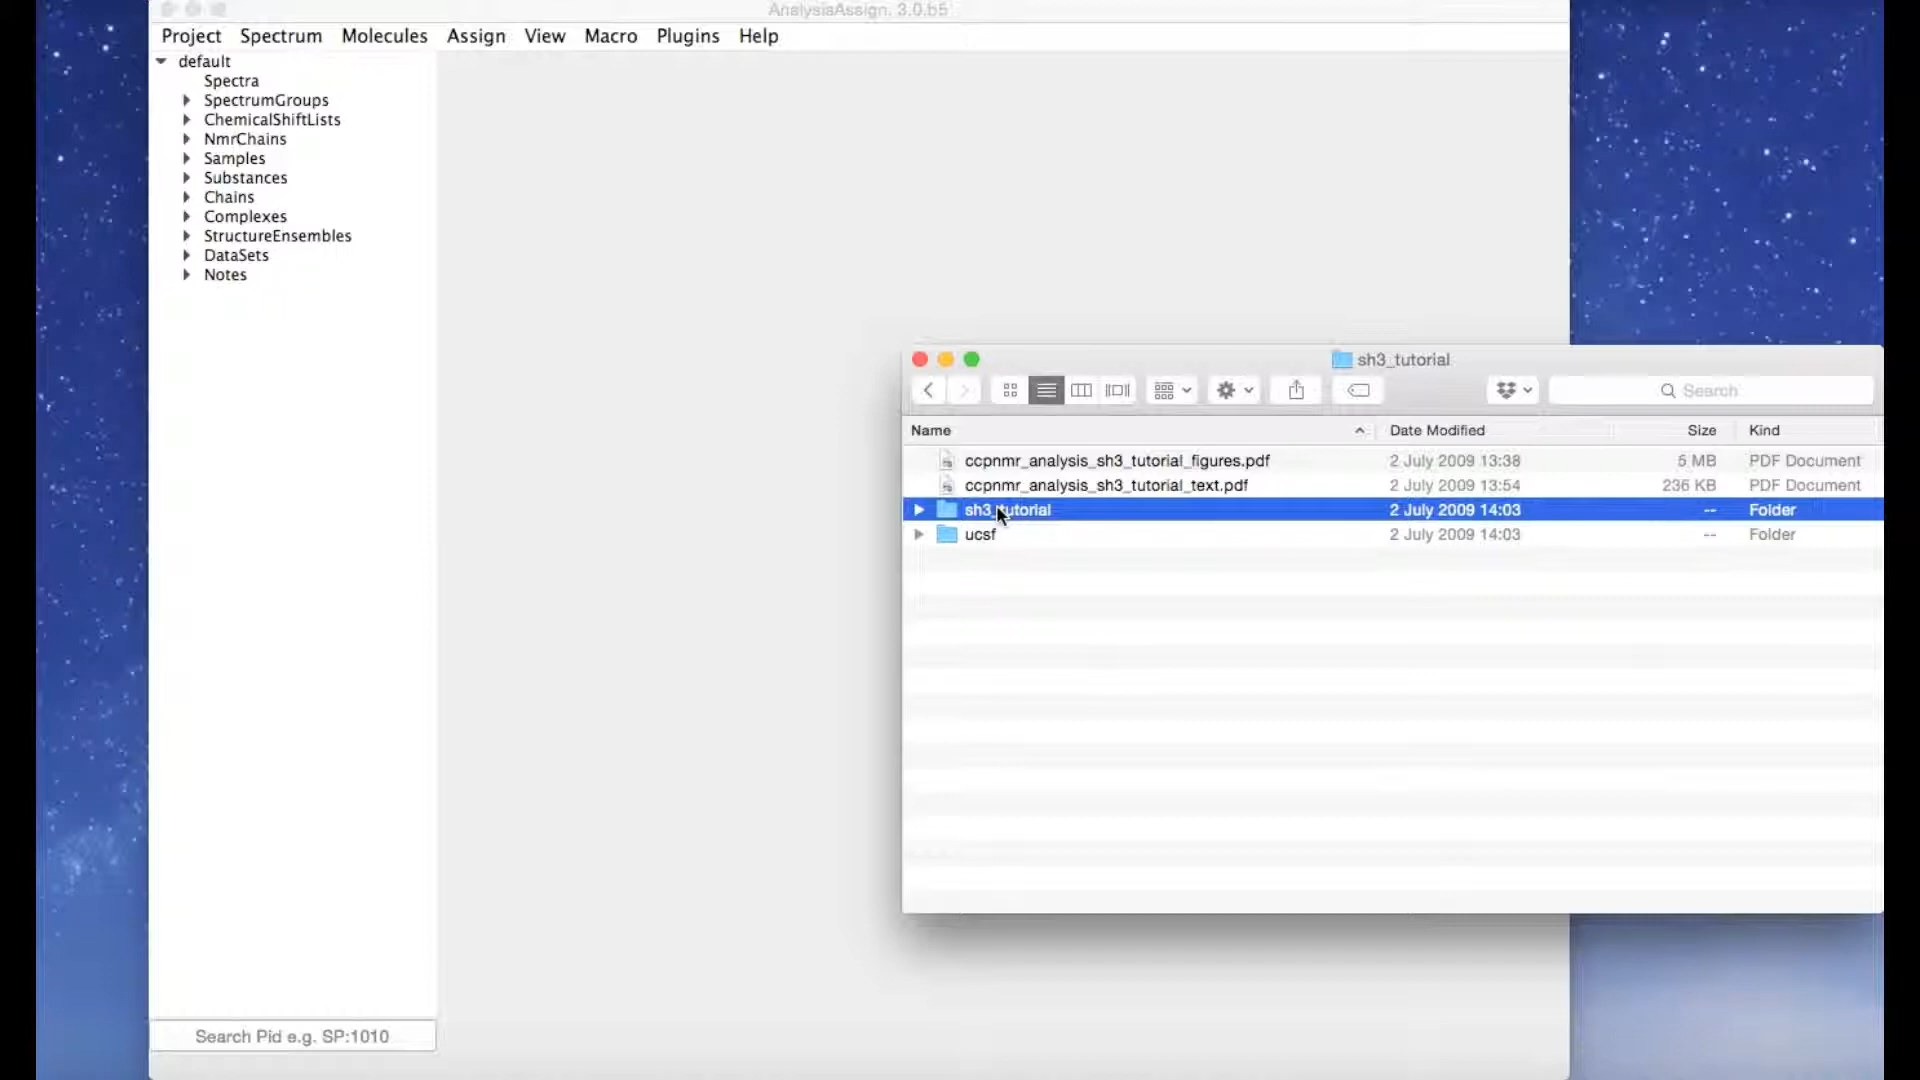 AnalysisAssign, 3.0.b5
Project Spectrum Molecules Assign View Macro Plugins Help
default
Spectra
SpectrumGroups
ChemicalShiftLists
NmrChains
Samples
Substances
Chains
Complexes
StructureEnsembles
DataSets
Notes
Search Pid e.g. SP:1010
sh3_tutorial
Search
Name Date Modified Size Kind
ccpnmr_analysis_sh3_tutorial_figures.pdf 2 July 2009 13:38 5 MB PDF Document
ccpnmr_analysis_sh3_tutorial_text.pdf 2 July 2009 13:54 236 KB PDF Document
sh3_tutorial 2 July 2009 14:03 -- Folder
ucsf 2 July 2009 14:03 -- Folder